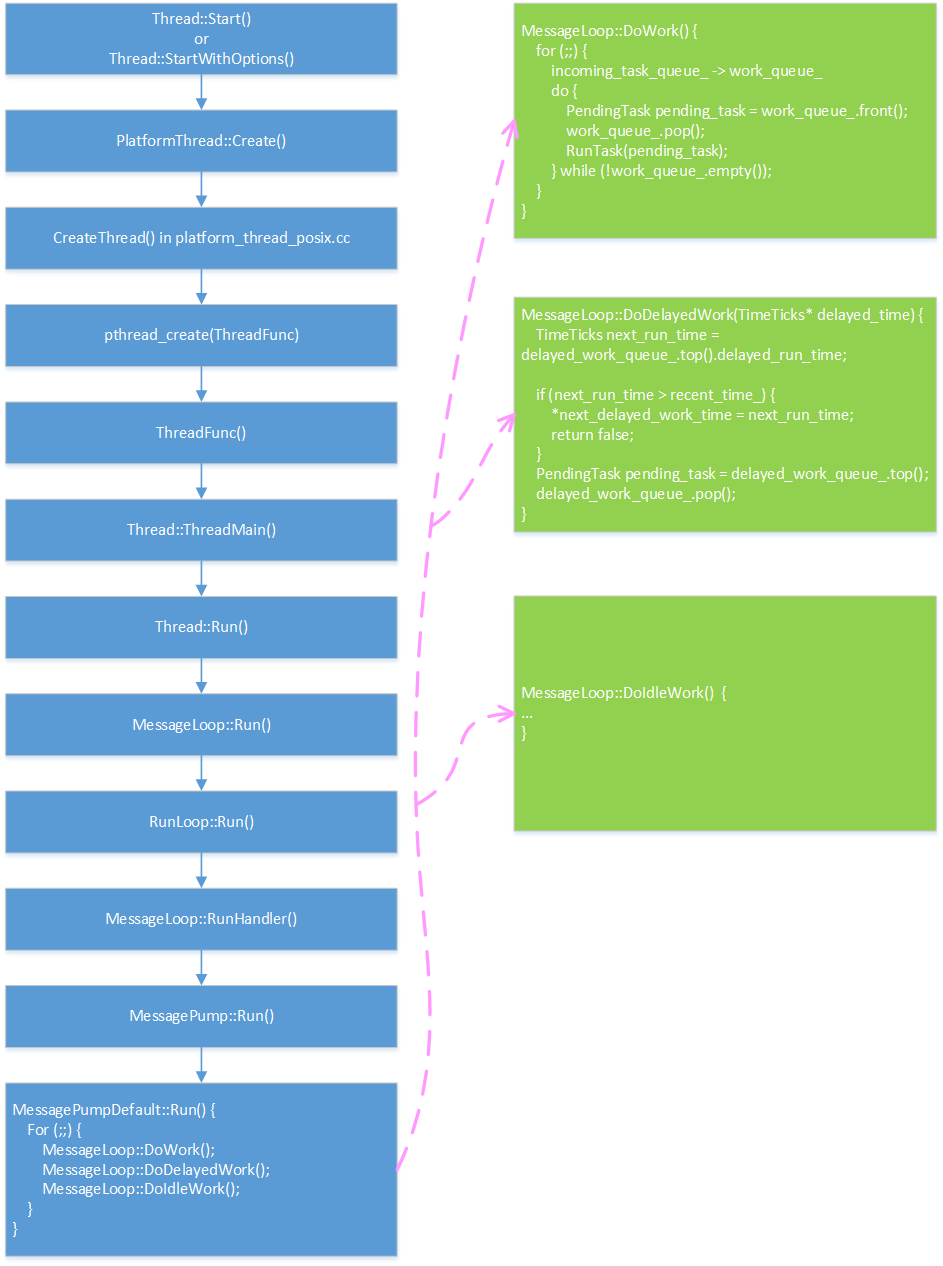 Thread::Start()
or
Thread::StartWithOptions()
PlatformThread::Create()
CreateThread() in platform_thread_posix.cc
pthread_create(ThreadFunc)
ThreadFunc()
Thread::ThreadMain()
Thread::Run()
MessageLoop::Run()
RunLoop::Run()
MessageLoop::RunHandler()
MessagePump::Run()
MessagePumpDefault::Run() {
For (;;) {
MessageLoop::DoWork();
MessageLoop::DoDelayedWork();
MessageLoop::DoIdleWork();
}
}
MessageLoop::DoWork() {
for (;;) {
incoming_task_queue_ -> work_queue_
do {
PendingTask pending_task = work_queue_.front();
work_queue_.pop();
RunTask(pending_task);
} while (!work_queue_.empty());
}
}
MessageLoop::DoDelayedWork(TimeTicks* delayed_time) {
TimeTicks next_run_time =
delayed_work_queue_.top().delayed_run_time;
if (next_run_time > recent_time_) {
*next_delayed_work_time = next_run_time;
return false;
}
PendingTask pending_task = delayed_work_queue_.top();
delayed_work_queue_.pop();
}
MessageLoop::DoIdleWork() {
...
}